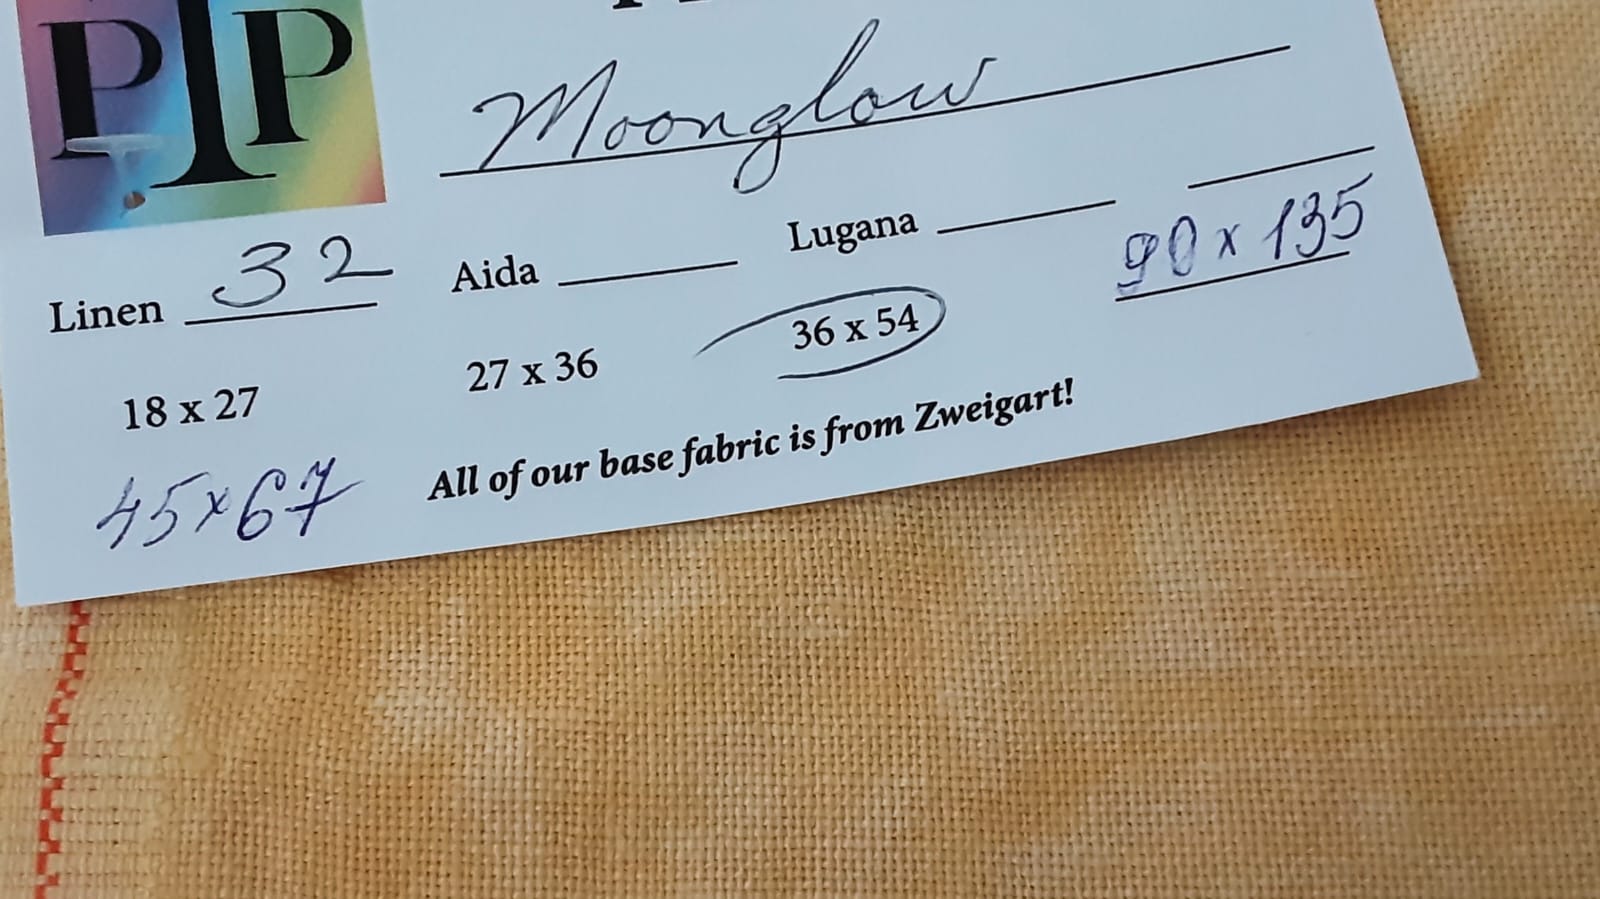 PTP
Moonglow
Linen 32 Aida Lugana
90 x 135
18 x 27 27 x 36 36 x 54
45x67 All of our base fabric is from Zweigart!